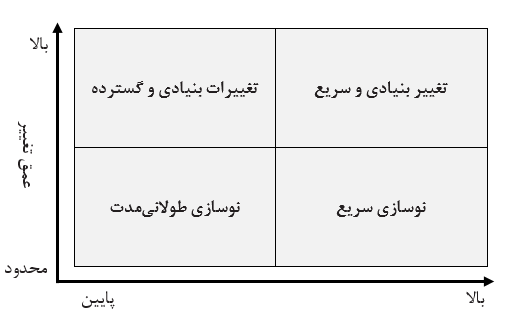 بالا
تغییر بنیادی و سریع
تغییرات بنیادی و گسترده
عمق تغییر
نوسازی سریع
نوسازی طولانی‌مدت
محدود
بالا
پایین